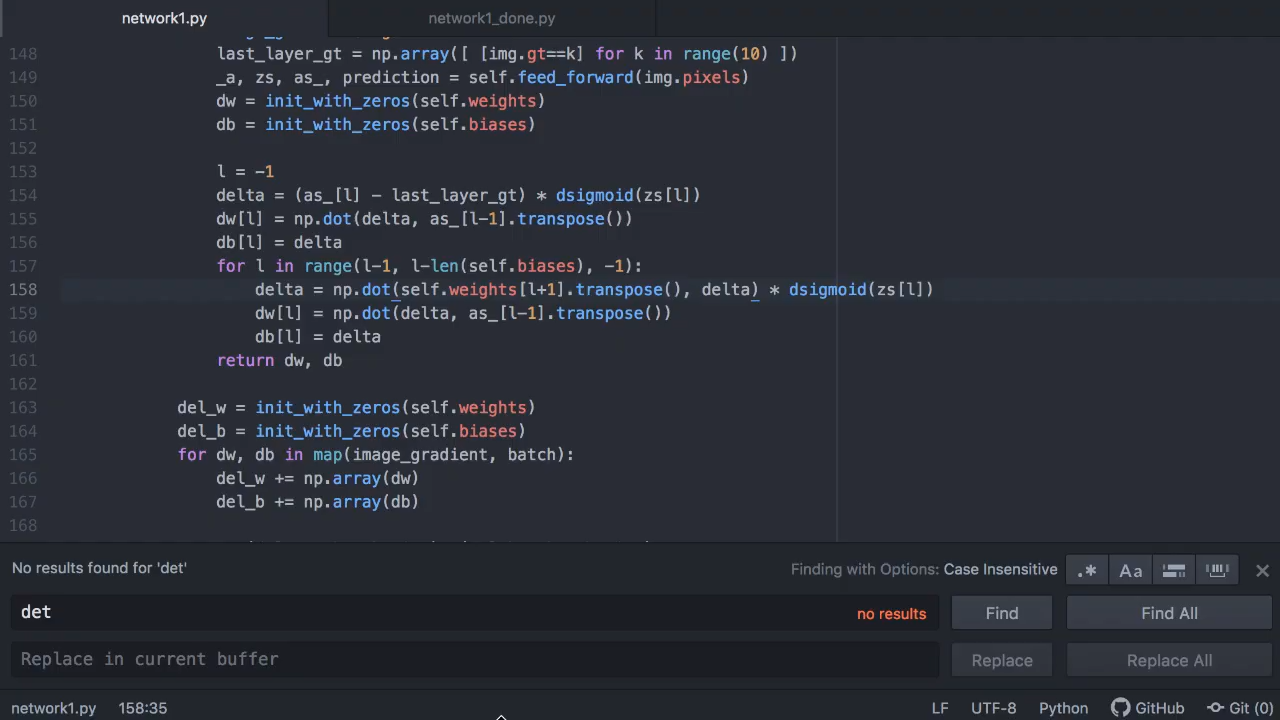 network1.py
network1_done.py
148 last_layer_gt = np.array([ [img.gt==k] for k in range(10) ])
149 _a, zs, as_, prediction = self.feed_forward(img.pixels)
150 dw = init_with_zeros(self.weights)
151 db = init_with_zeros(self.biases)
152
153 l = -1
154 delta = (as_[l] - last_layer_gt) * dsigmoid(zs[l])
155 dw[l] = np.dot(delta, as_[l-1].transpose())
156 db[l] = delta
157 for l in range(l-1, l-len(self.biases), -1):
158 delta = np.dot(self.weights[l+1].transpose(), delta) * dsigmoid(zs[l])
159 dw[l] = np.dot(delta, as_[l-1].transpose())
160 db[l] = delta
161 return dw, db
162
163 del_w = init_with_zeros(self.weights)
164 del_b = init_with_zeros(self.biases)
165 for dw, db in map(image_gradient, batch):
166 del_w += np.array(dw)
167 del_b += np.array(db)
168
No results found for 'det'
Finding with Options: Case Insensitive
.* Aa
det
no results
Find
Find All
Replace in current buffer
Replace
Replace All
network1.py 158:35
LF UTF-8 Python GitHub Git (0)